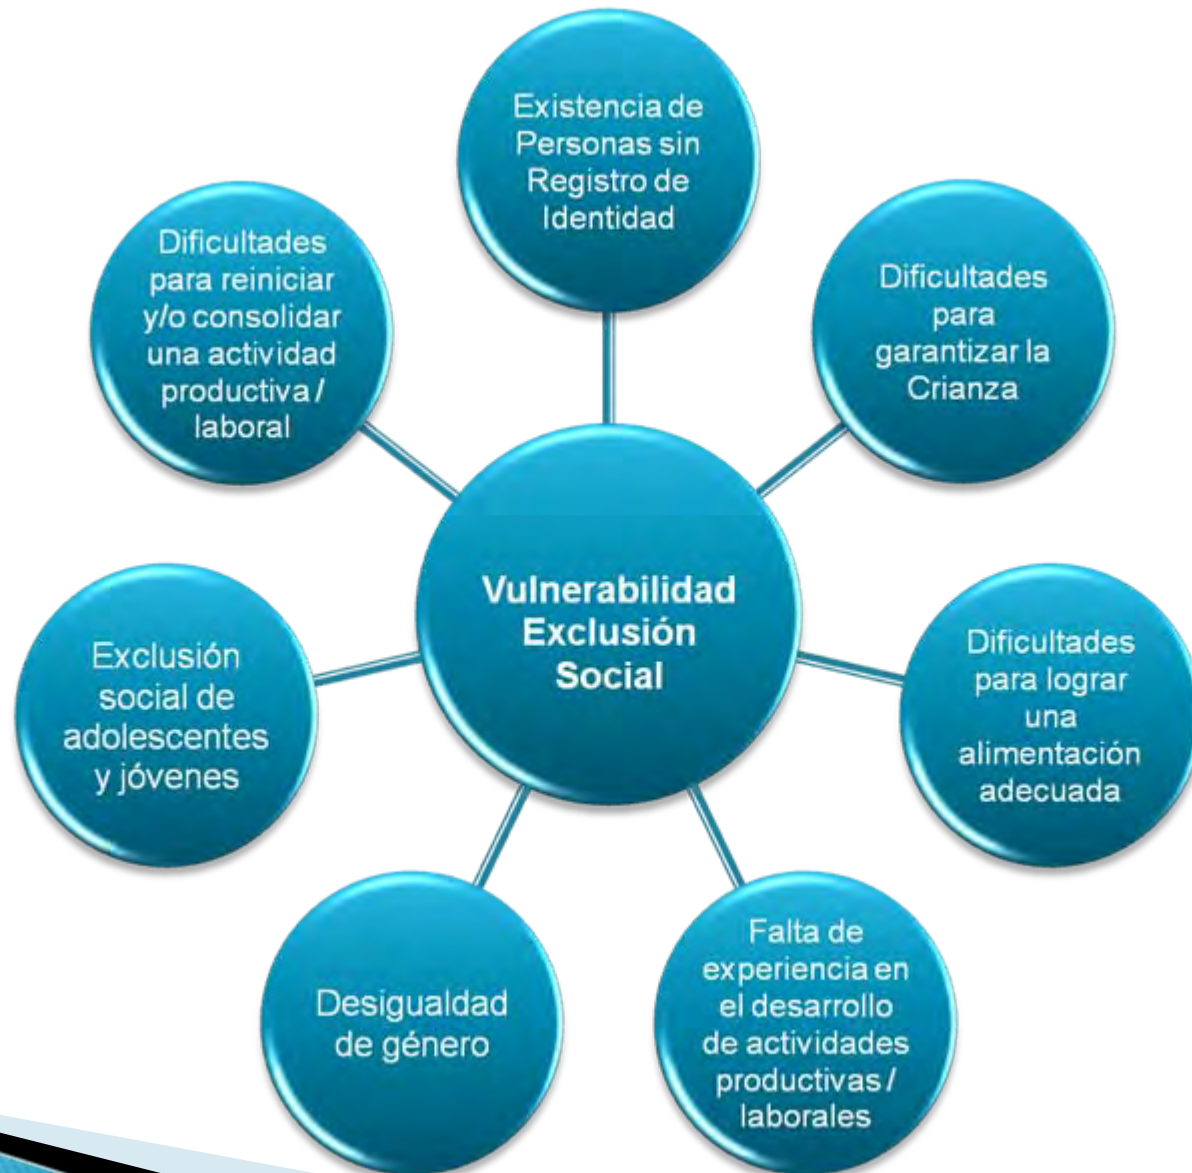 Existencia de
Personas sin
Registro de
Identidad
Dificultades
para
garantizar la
Crianza
Dificultades
para lograr
una
alimentación
adecuada
Falta de
experiencia en
el desarrollo
de actividades
productivas /
laborales
Desigualdad
de género
Exclusión
social de
adolescentes
y jóvenes
Dificultades
para reiniciar
y/o consolidar
una actividad
productiva /
laboral
Vulnerabilidad
Exclusión
Social